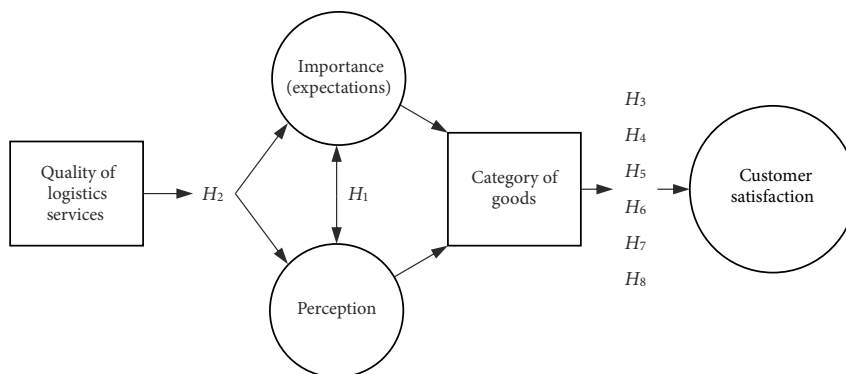 Quality of
logistics
services
H2
Importance
(expectations)
H1
Perception
Category of
goods
H3
H4
H5
H6
H7
H8
Customer
satisfaction